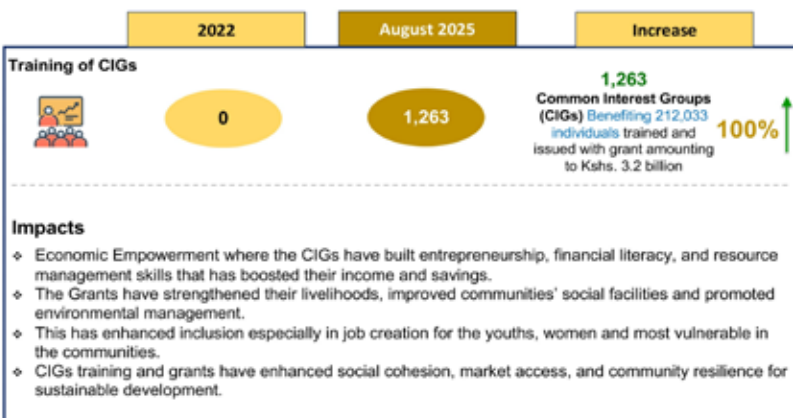 2022
August 2025
Increase
Training of CIGs
0
1,263
1,263
Common Interest Groups
(CIGs) Benefiting 212,033
individuals trained and
issued with grant amounting
to Kshs. 3.2 billion
100%
Impacts
❖ Economic Empowerment where the CIGs have built entrepreneurship, financial literacy, and resource
management skills that has boosted their income and savings.
❖ The Grants have strengthened their livelihoods, improved communities' social facilities and promoted
environmental management.
❖ This has enhanced inclusion especially in job creation for the youths, women and most vulnerable in
the communities.
❖ CIGs training and grants have enhanced social cohesion, market access, and community resilience for
sustainable development.